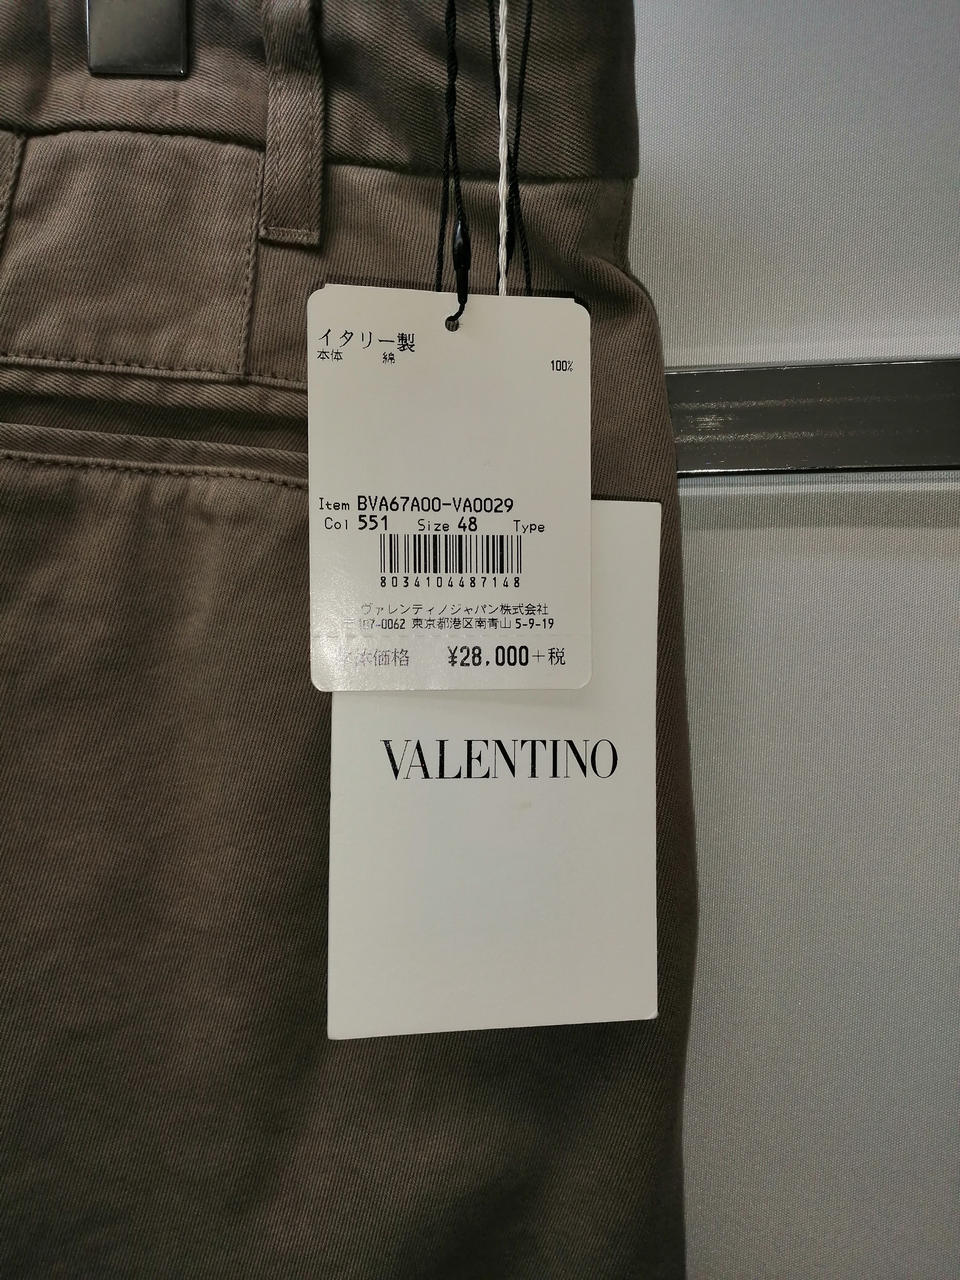 イタリー製
本体 綿 100%
Item BVA67A00-VA0029
Col 551 Size 48 Type
8034104487148
ヴァレンティノジャパン株式会社
〒107-0062 東京都港区南青山 5-9-19
本体価格 ¥28,000+税
VALENTINO